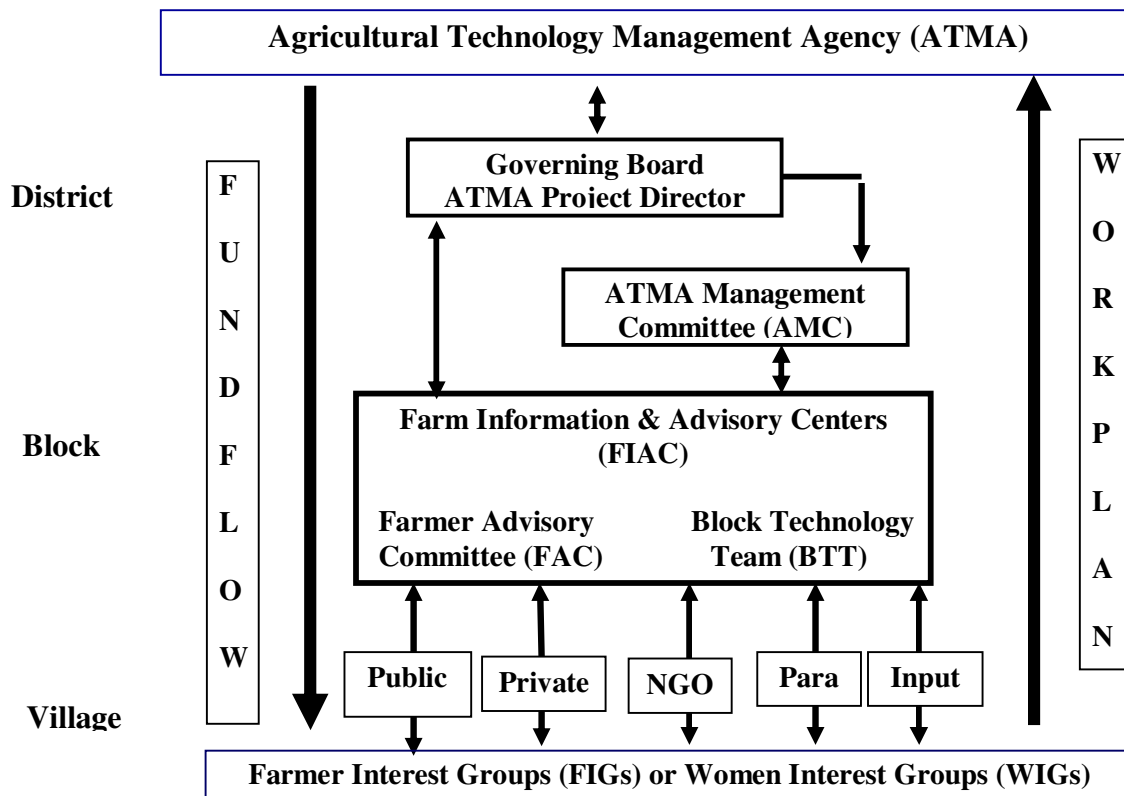 Agricultural Technology Management Agency (ATMA)
Governing Board
ATMA Project Director
District
F
U
N
D
F
L
O
W
W
O
R
K
P
L
A
N
ATMA Management
Committee (AMC)
Block
Farm Information & Advisory Centers
(FIAC)
Farmer Advisory
Committee (FAC)
Block Technology
Team (BTT)
Public
Private
NGO
Para
Input
Village
Farmer Interest Groups (FIGs) or Women Interest Groups (WIGs)